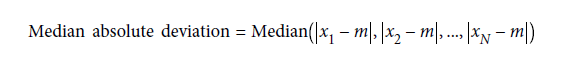 Median absolute deviation = Median(|x₁ – m|, |x₂ – m|, ..., |x_N – m|)